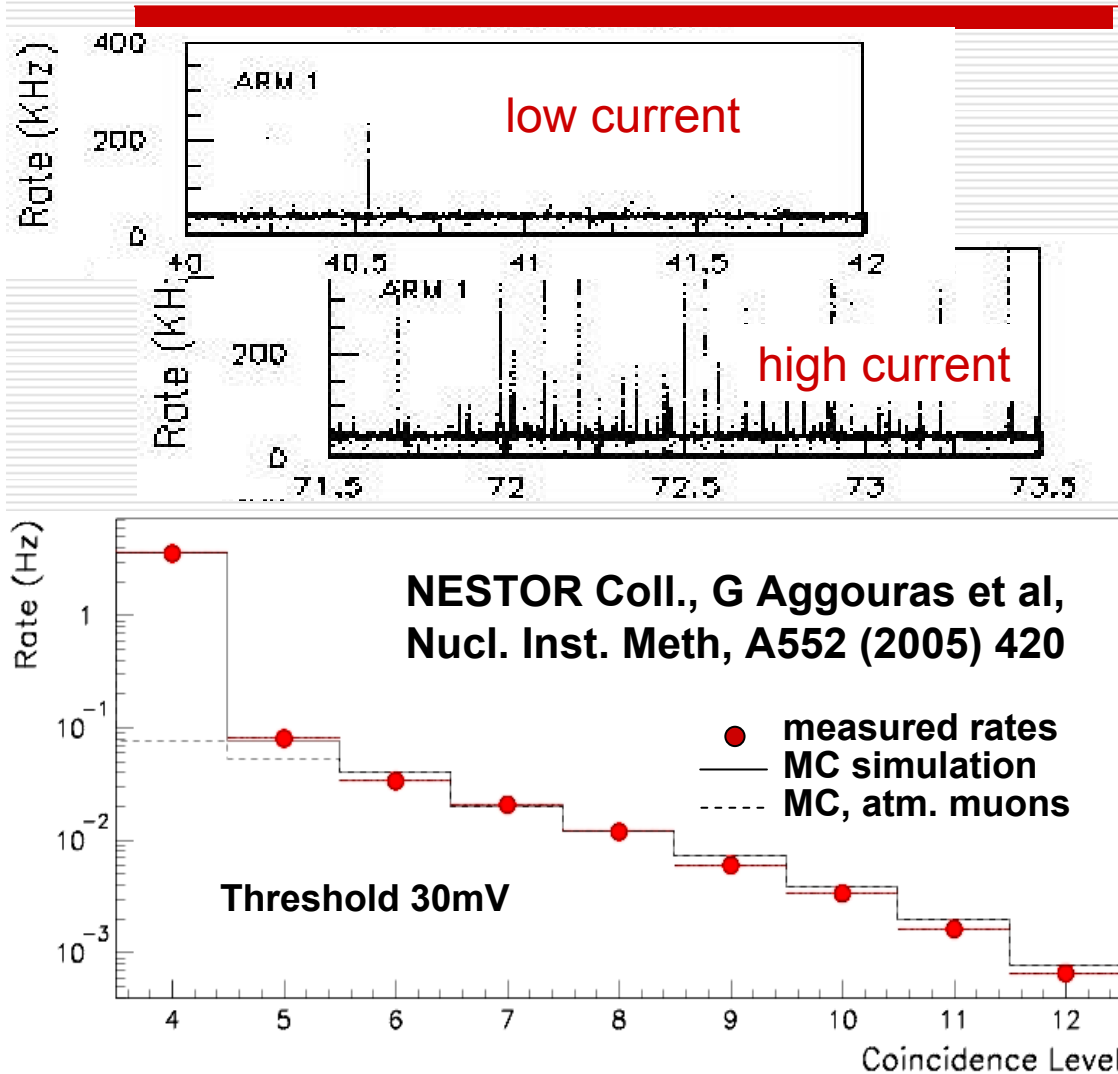 400
Rate (KHz)
ARM 1
low current
200
0
40 40.5 41 41.5 42
Rate (KH
ARM 1
200
high current
0
71.5 72 72.5 73 73.5
Rate (Hz)
NESTOR Coll., G Aggouras et al,
Nucl. Inst. Meth, A552 (2005) 420
1
measured rates
10⁻¹
MC simulation
MC, atm. muons
10⁻²
Threshold 30mV
10⁻³
4 5 6 7 8 9 10 11 12
Coincidence Level